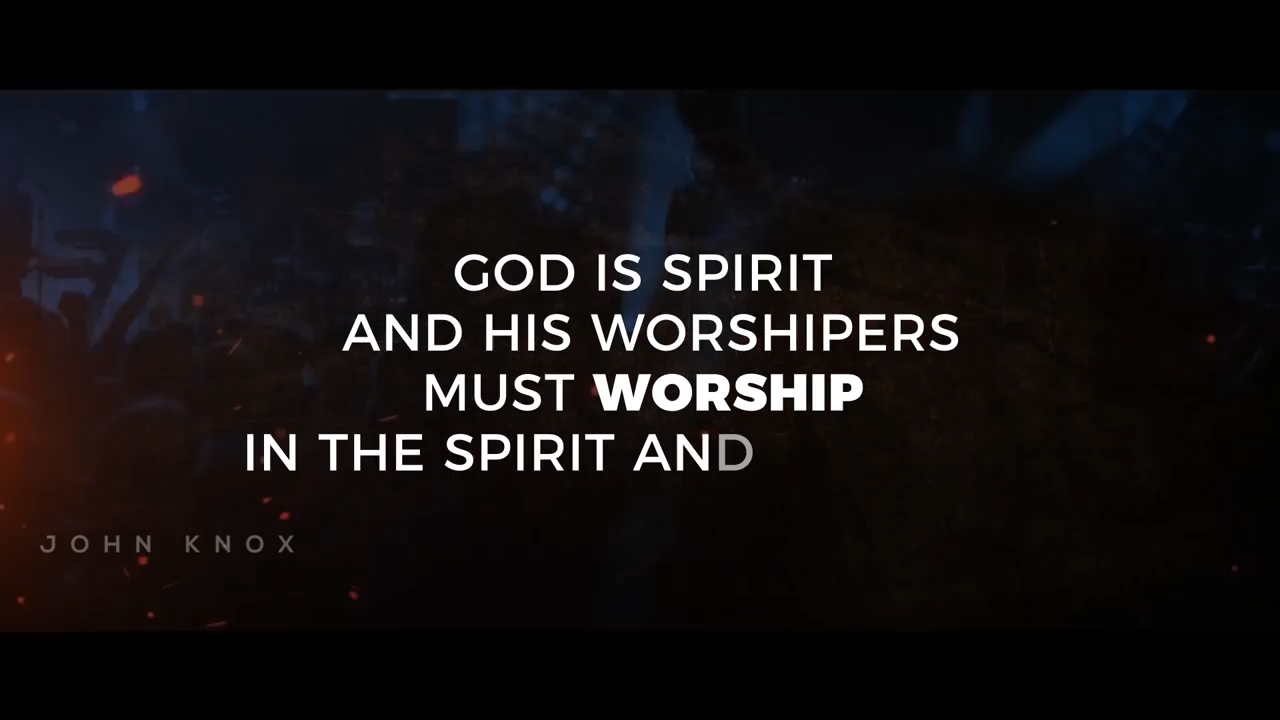 GOD IS SPIRIT
AND HIS WORSHIPERS
MUST WORSHIP
IN THE SPIRIT AND
JOHN KNOX